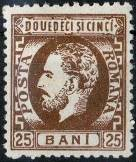 DOUEDECI SI CINCI
POSTA
ROMANA
25 BANI 25